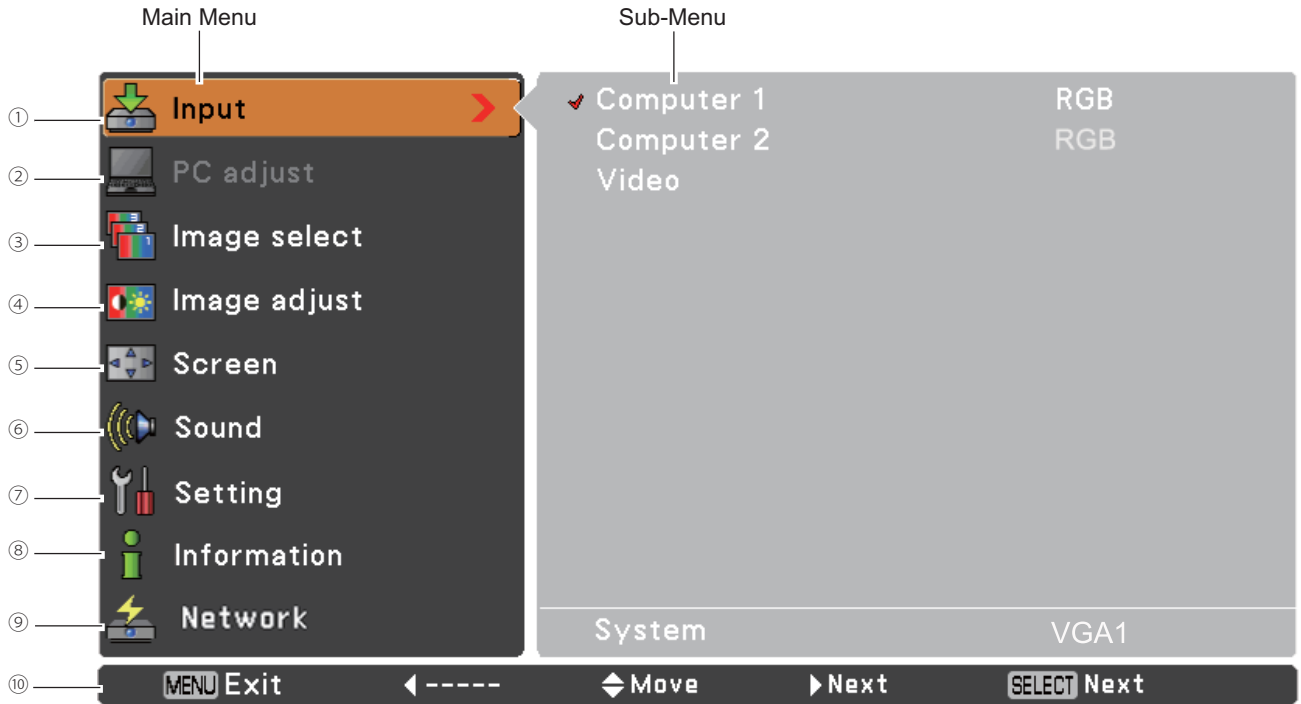 Main Menu Sub-Menu
① Input Computer 1 RGB
Computer 2 RGB
② PC adjust Video
③ Image select
④ Image adjust
⑤ Screen
⑥ Sound
⑦ Setting
⑧ Information
⑨ Network System VGA1
⑩ MENU Exit ----- Move Next SELECT Next